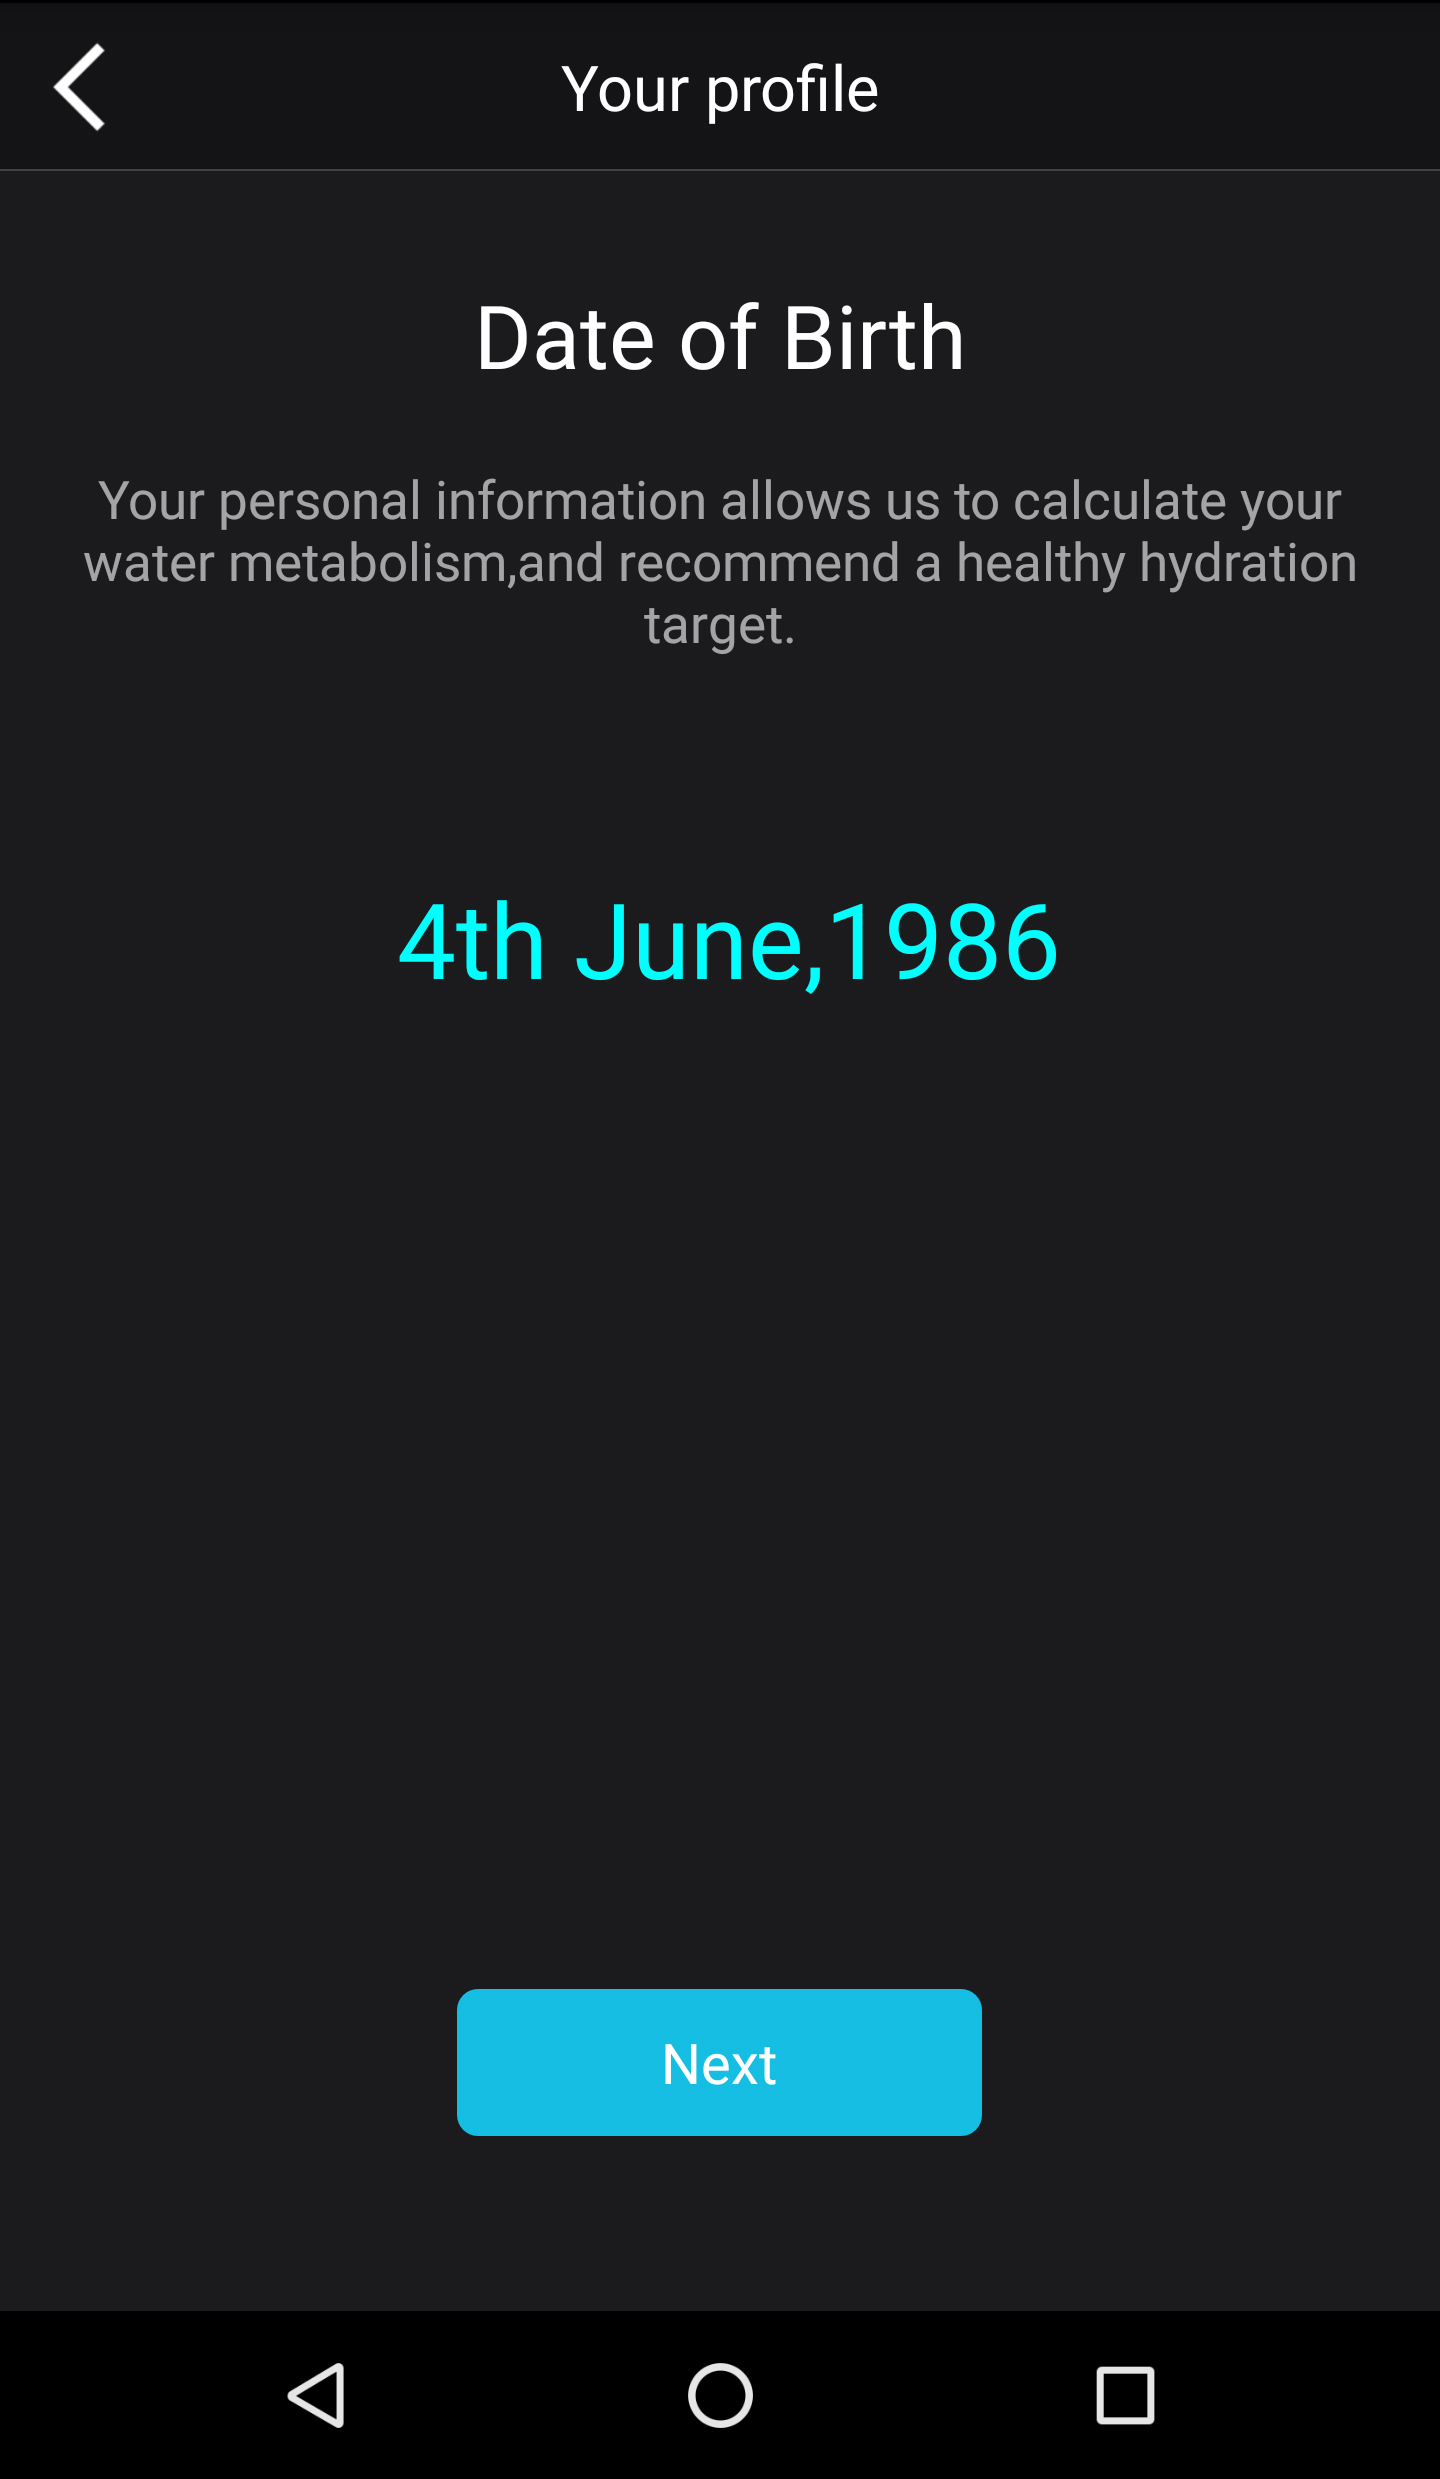 Your profile
Date of Birth
Your personal information allows us to calculate your
water metabolism,and recommend a healthy hydration
target.
4th June,1986
Next